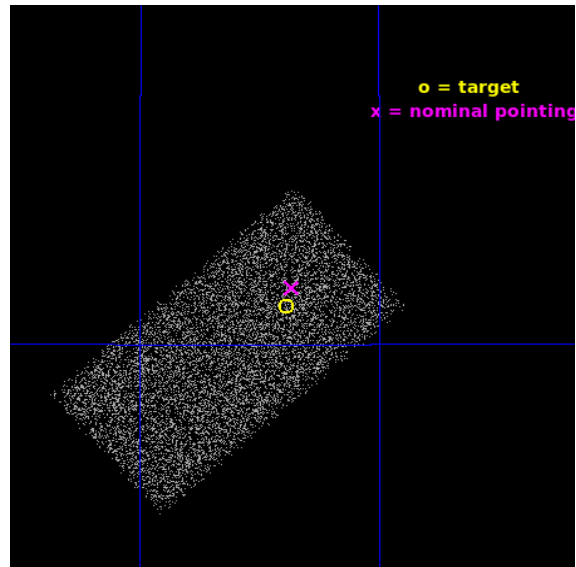 o = target
x = nominal pointing